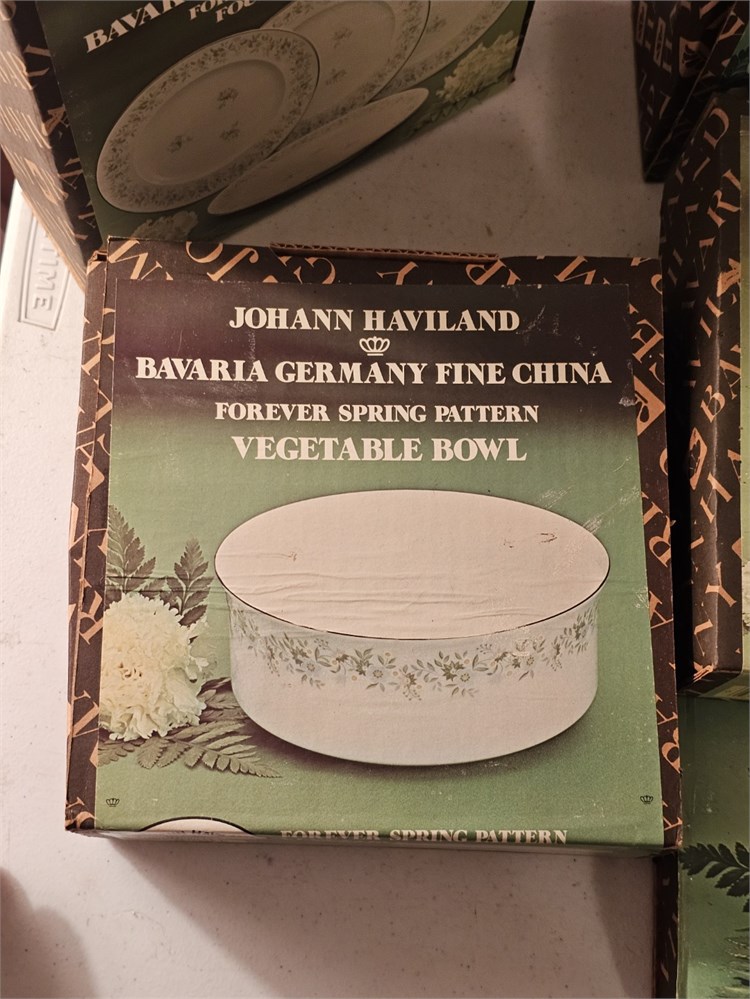 JOHANN HAVILAND
BAVARIA GERMANY FINE CHINA
FOREVER SPRING PATTERN
VEGETABLE BOWL
FOREVER SPRING PATTERN